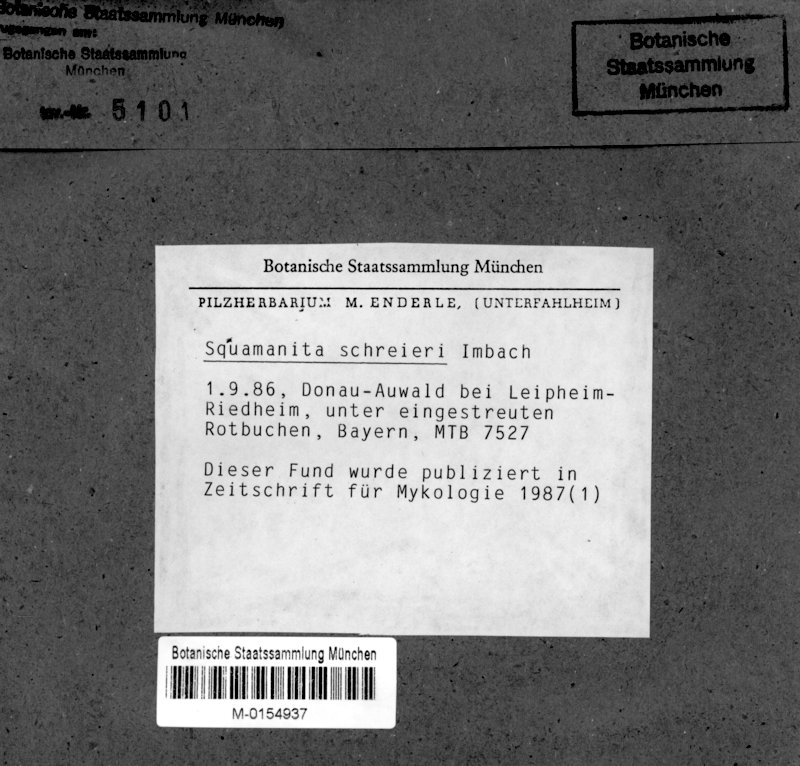 Botanische Staatssammlung München
Botanische Staatssammlung
München
Inv.-Nr. 5101
Botanische
Staatssammlung
München
Botanische Staatssammlung München
PILZHERBARIUM M. ENDERLE, (UNTERFAHLHEIM)
Squamanita schreieri Imbach
1.9.86, Donau-Auwald bei Leipheim-
Riedheim, unter eingestreuten
Rotbuchen, Bayern, MTB 7527
Dieser Fund wurde publiziert in
Zeitschrift für Mykologie 1987(1)
Botanische Staatssammlung München
M-0154937